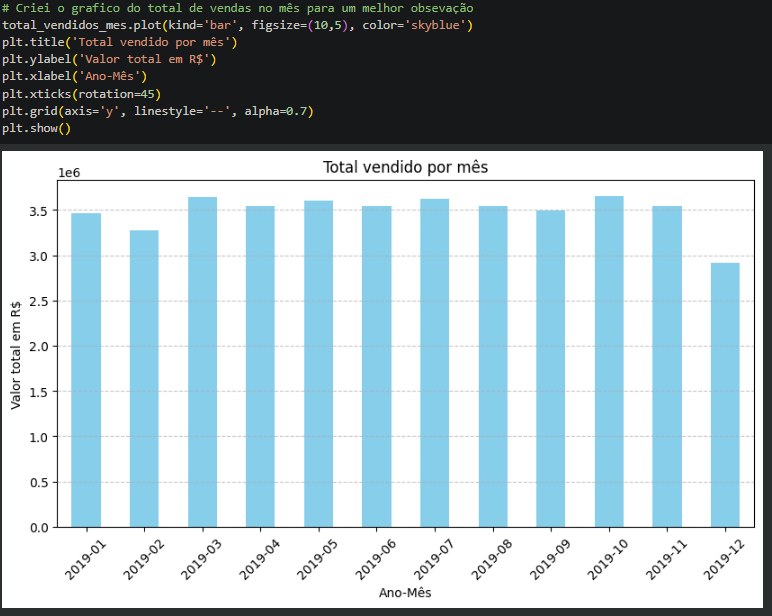 # Criei o grafico do total de vendas no mês para um melhor obsevação
total_vendidos_mes.plot(kind='bar', figsize=(10,5), color='skyblue')
plt.title('Total vendido por mês')
plt.ylabel('Valor total em R$')
plt.xlabel('Ano-Mês')
plt.xticks(rotation=45)
plt.grid(axis='y', linestyle='--', alpha=0.7)
plt.show()
Total vendido por mês
1e6
3.5
3.0
2.5
2.0
1.5
1.0
0.5
0.0
Valor total em R$
2019-01
2019-02
2019-03
2019-04
2019-05
2019-06
2019-07
2019-08
2019-09
2019-10
2019-11
2019-12
Ano-Mês